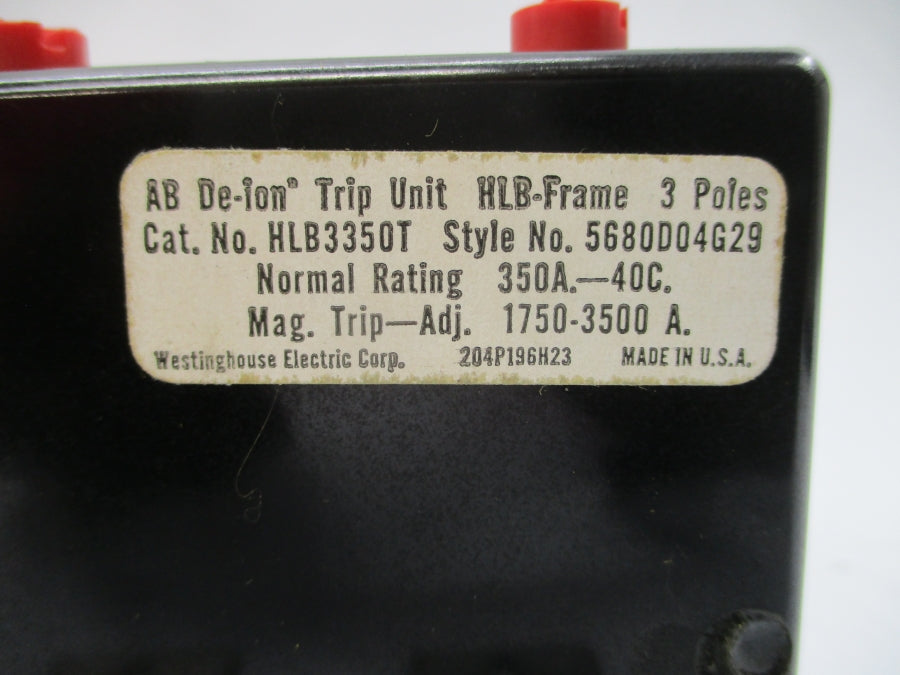 AB De-ion® Trip Unit HLB-Frame 3 Poles
Cat. No. HLB3350T Style No. 5680D04G29
Normal Rating 350A.—40C.
Mag. Trip—Adj. 1750-3500 A.
Westinghouse Electric Corp. 204P196H23 MADE IN U.S.A.